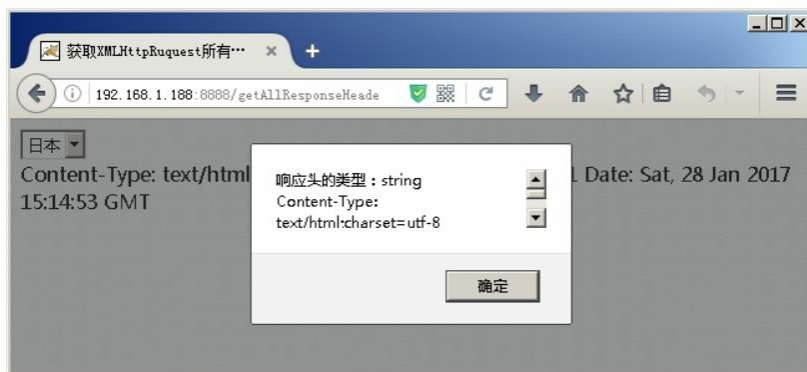 获取XMLHttpRuquest所有…
192.168.1.188:8888/getAllResponseHeade
日本
Content-Type: text/html
1 Date: Sat, 28 Jan 2017
15:14:53 GMT
响应头的类型：string
Content-Type:
text/html;charset=utf-8
确定